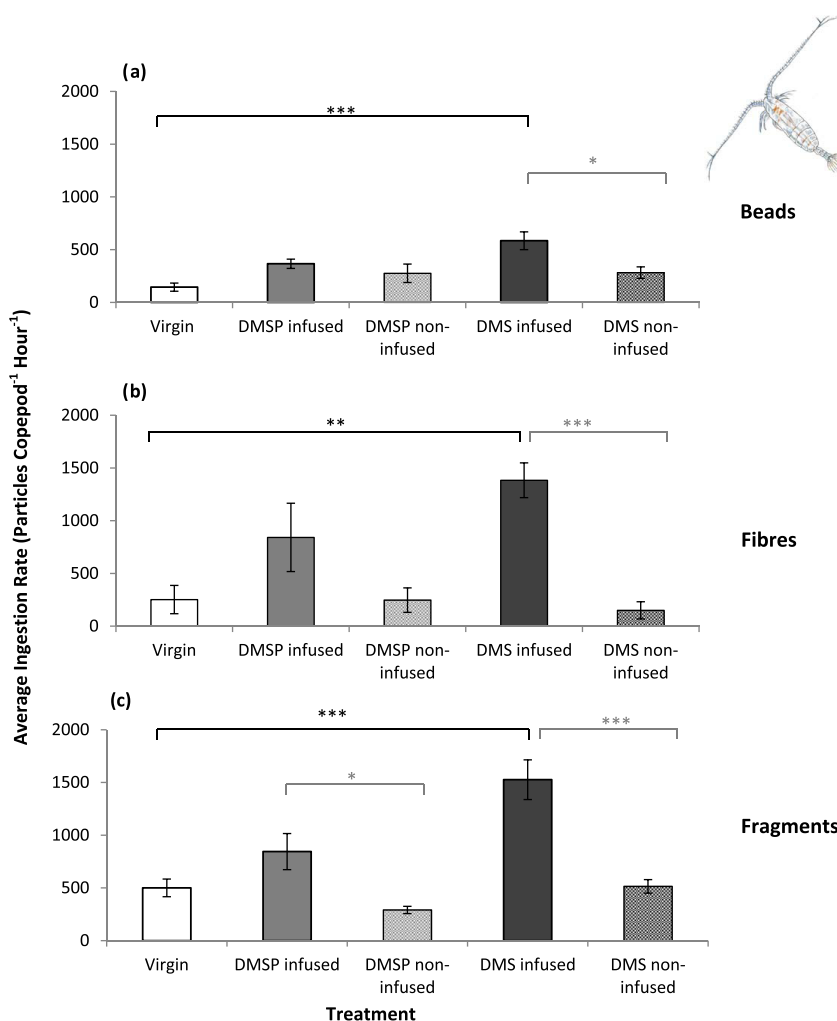 (a)
2000
1500
1000
500
0
***
*
Beads
Virgin
DMSP infused
DMSP non-
infused
DMS infused
DMS non-
infused
Average Ingestion Rate (Particles Copepod-1 Hour-1)
(b)
2000
1500
1000
500
0
**
***
Fibres
Virgin
DMSP infused
DMSP non-
infused
DMS infused
DMS non-
infused
(c)
2000
1500
1000
500
0
***
*
***
Fragments
Virgin
DMSP infused
DMSP non-
infused
DMS infused
DMS non-
infused
Treatment